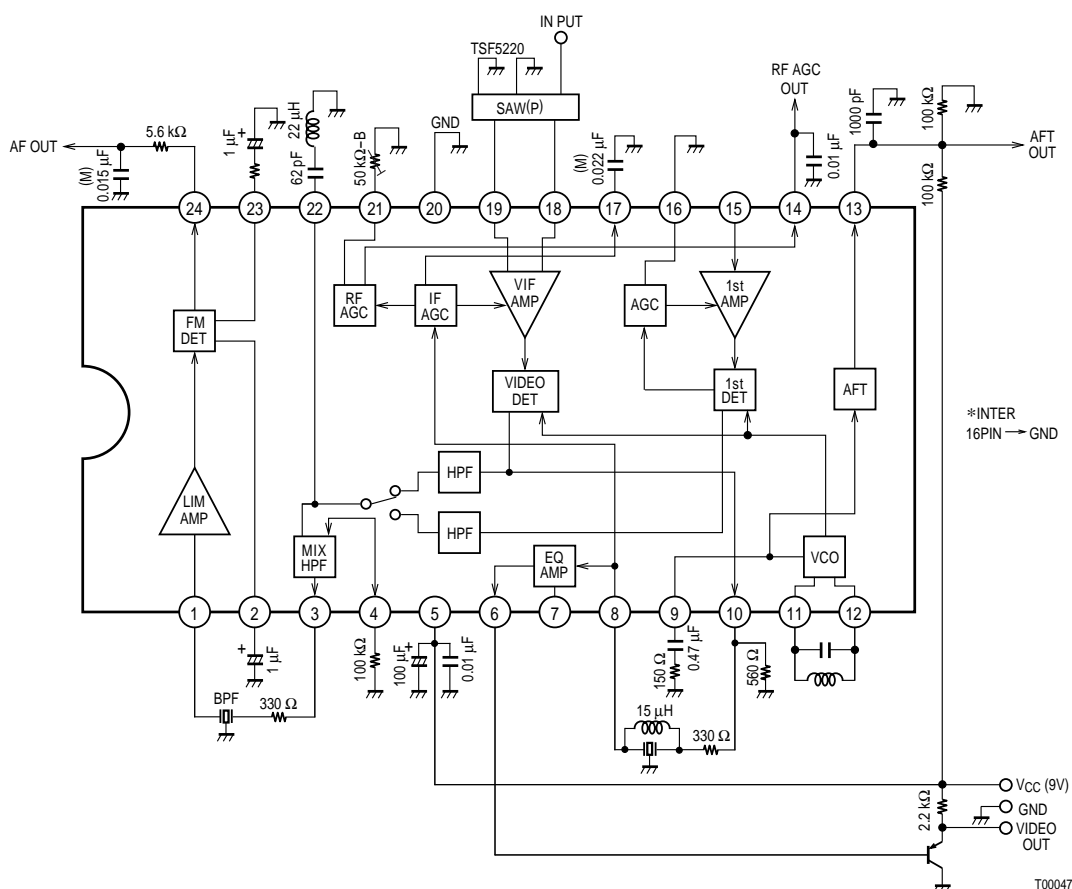 IN PUT
TSF5220
SAW(P)
RF AGC
OUT
1000 pF
100 kΩ
AF OUT
5.6 kΩ
(M)
0.015 µF
1 µF
+
22 µH
62 pF
50 kΩ-B
GND
(M)
0.022 µF
0.01 µF
AFT
OUT
100 kΩ
24
23
22
21
20
19
18
17
16
15
14
13
RF
AGC
IF
AGC
VIF
AMP
AGC
1st
AMP
FM
DET
VIDEO
DET
1st
DET
AFT
*INTER
16PIN → GND
LIM
AMP
HPF
HPF
MIX
HPF
EQ
AMP
VCO
1
2
3
4
5
6
7
8
9
10
11
12
+
1 µF
100 kΩ
100 µF
+
0.01 µF
150 Ω
0.47 µF
560 Ω
BPF
330 Ω
15 µH
330 Ω
VCC (9V)
2.2 kΩ
GND
VIDEO
OUT
T00047